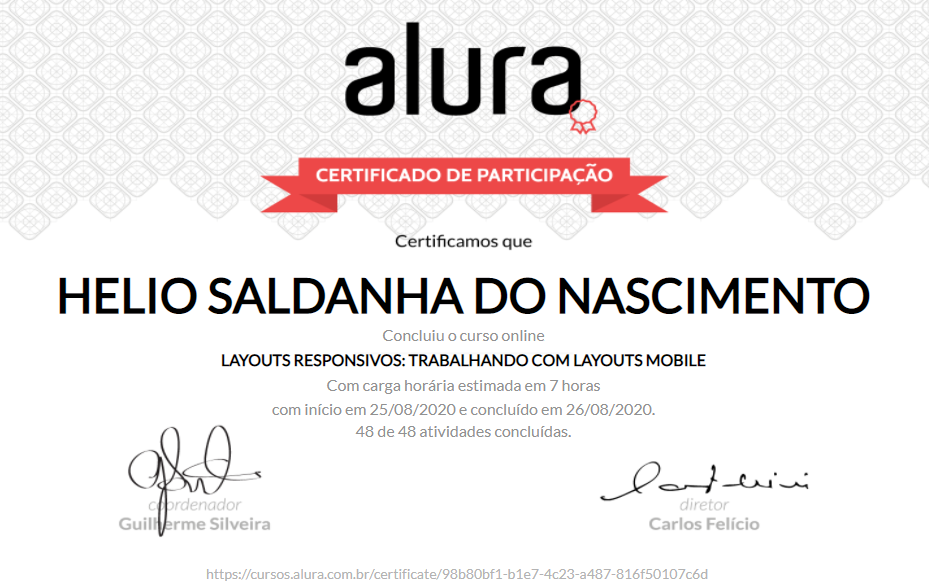 alura
CERTIFICADO DE PARTICIPAÇÃO
Certificamos que
HELIO SALDANHA DO NASCIMENTO
Concluiu o curso online
LAYOUTS RESPONSIVOS: TRABALHANDO COM LAYOUTS MOBILE
Com carga horária estimada em 7 horas
com início em 25/08/2020 e concluído em 26/08/2020.
48 de 48 atividades concluídas.
coordenador
Guilherme Silveira
diretor
Carlos Felício
https://cursos.alura.com.br/certificate/98b80bf1-b1e7-4c23-a487-816f50107c6d